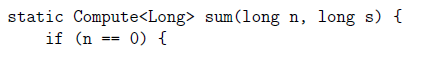 static Compute<Long> sum(long n, long s) {
    if (n == 0) {